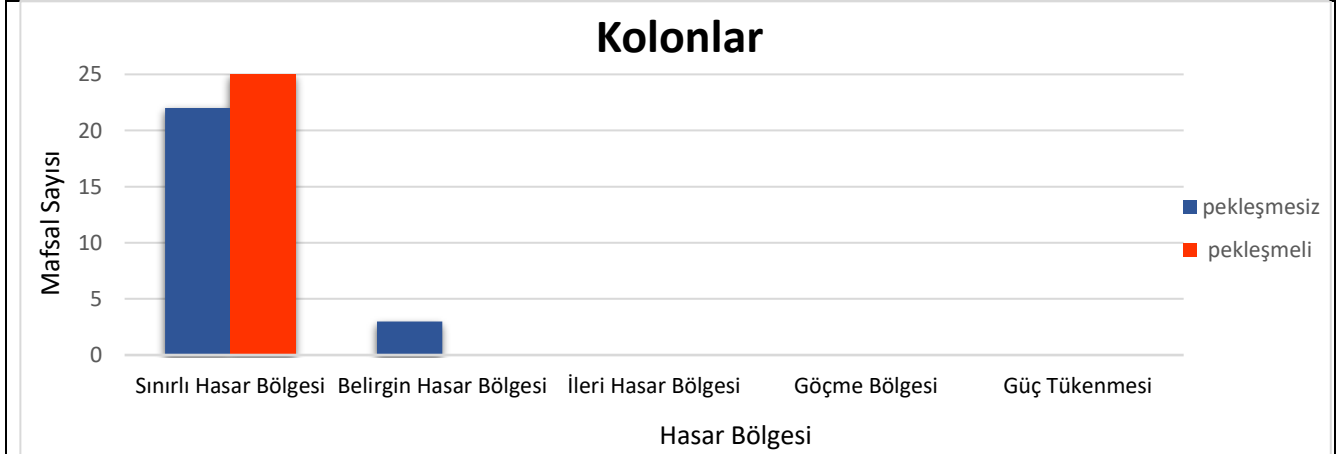 Kolonlar
Mafsal Sayısı
25
20
15
10
5
0
Sınırlı Hasar Bölgesi Belirgin Hasar Bölgesi İleri Hasar Bölgesi Göçme Bölgesi Güç Tükenmesi
Hasar Bölgesi
pekleşmesiz
pekleşmeli